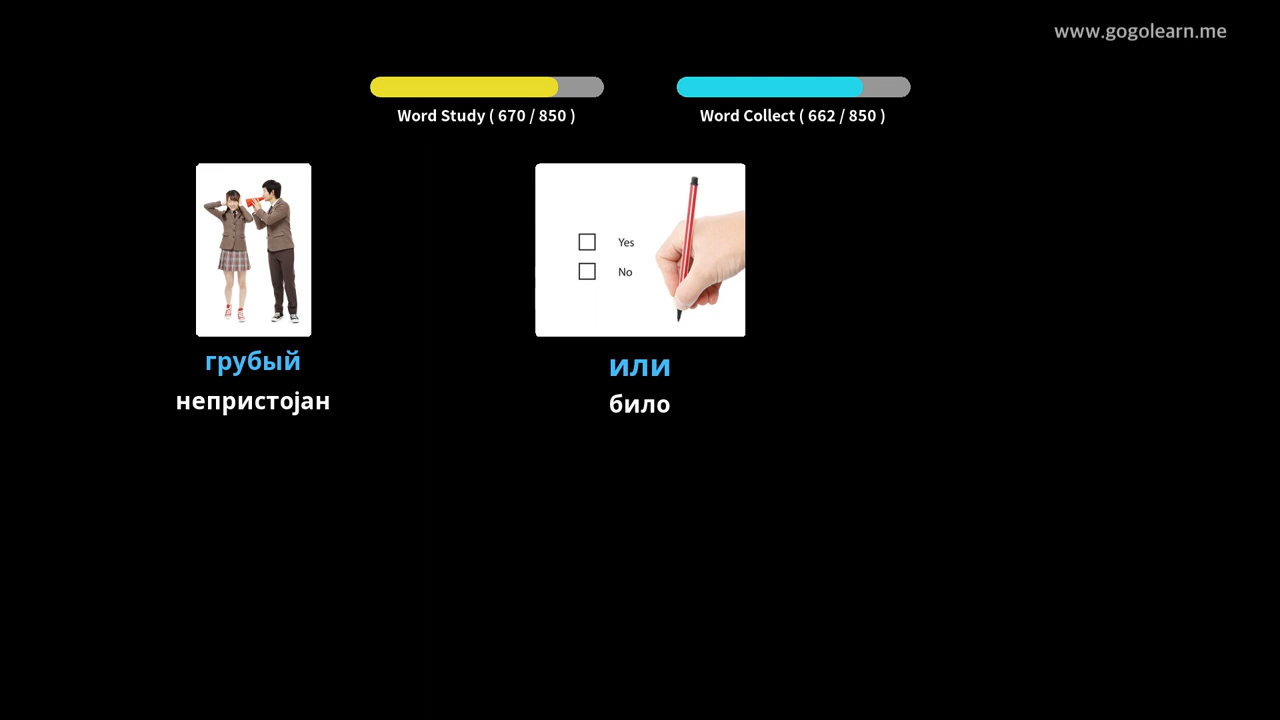 www.gogolearn.me
Word Study ( 670 / 850 )
Word Collect ( 662 / 850 )
Yes
No
грубый
непристојан
или
било